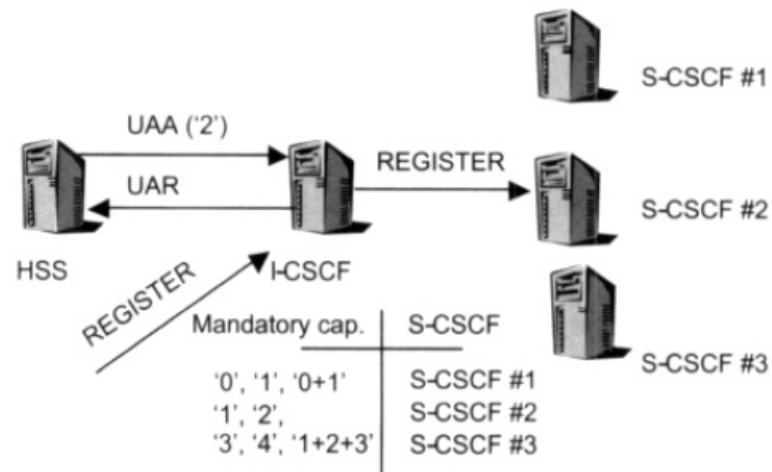 S-CSCF #1
UAA ('2')
REGISTER
UAR
S-CSCF #2
HSS
I-CSCF
REGISTER
Mandatory cap. S-CSCF
S-CSCF #3
'0', '1', '0+1' S-CSCF #1
'1', '2', S-CSCF #2
'3', '4', '1+2+3' S-CSCF #3